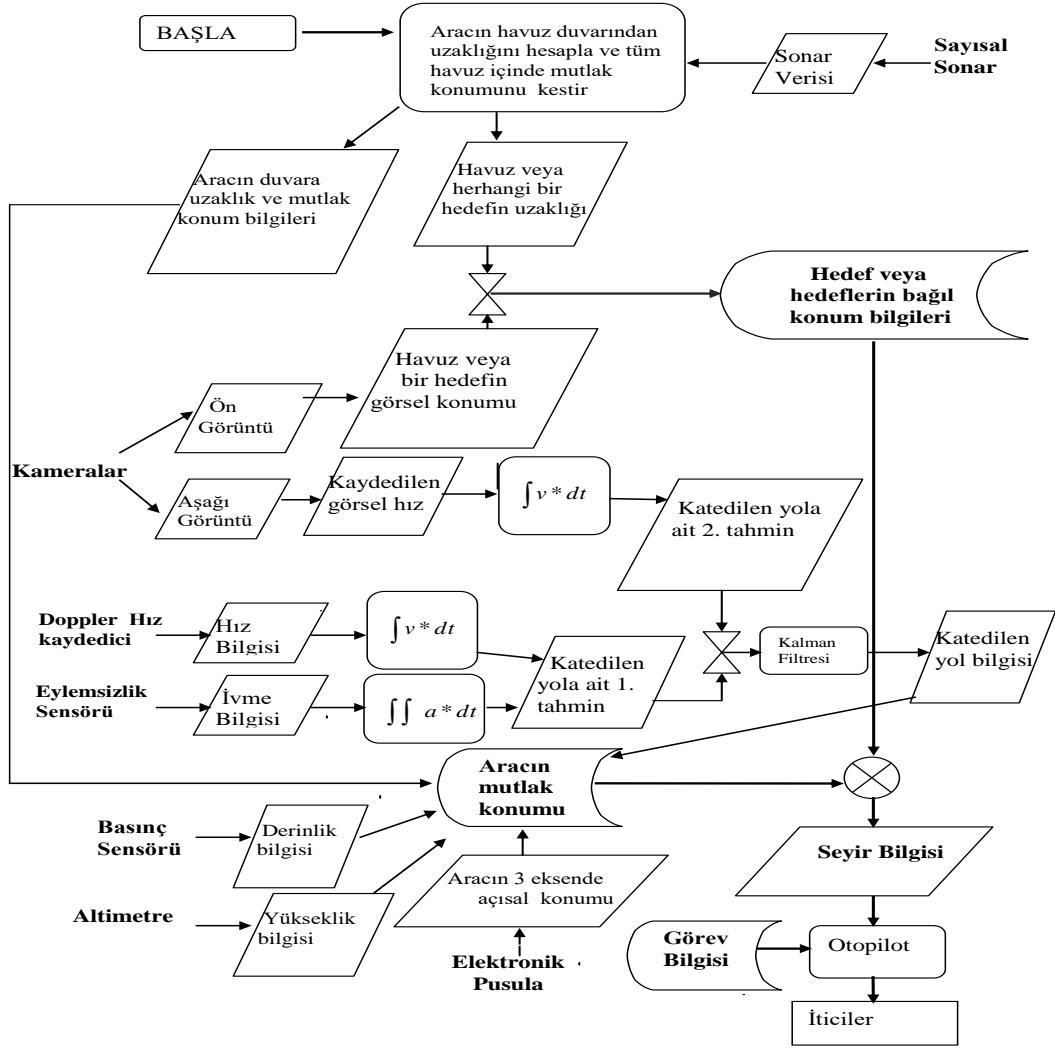 BAŞLA
Aracın havuz duvarından
uzaklığını hesapla ve tüm
havuz içinde mutlak
konumunu kestir
Sonar
Verisi
Sayısal
Sonar
Aracın duvara
uzaklık ve mutlak
konum bilgileri
Havuz veya
herhangi bir
hedefin uzaklığı
Hedef veya
hedeflerin bağıl
konum bilgileri
Havuz veya
bir hedefin
görsel konumu
Ön
Görüntü
Kameralar
Aşağı
Görüntü
Kaydedilen
görsel hız
∫ v * dt
Katedilen yola
ait 2. tahmin
Doppler Hız
kaydedici
Hız
Bilgisi
∫ v * dt
Katedilen
yola ait 1.
tahmin
Kalman
Filtresi
Katedilen
yol bilgisi
Eylemsizlik
Sensörü
İvme
Bilgisi
∫∫ a * dt
Aracın
mutlak
konumu
Basınç
Sensörü
Derinlik
bilgisi
Seyir Bilgisi
Aracın 3 eksende
açısal konumu
Altimetre
Yükseklik
bilgisi
Elektronik
Pusula
Görev
Bilgisi
Otopilot
İticiler